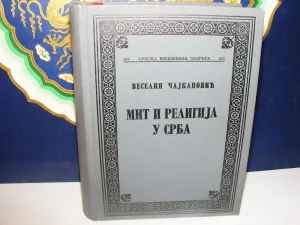 СРПСКА КЊИЖЕВНА ЗАДРУГА
ВЕСЕЛИН ЧАЈКАНОВИЋ
МИТ И РЕЛИГИЈА
У СРБА